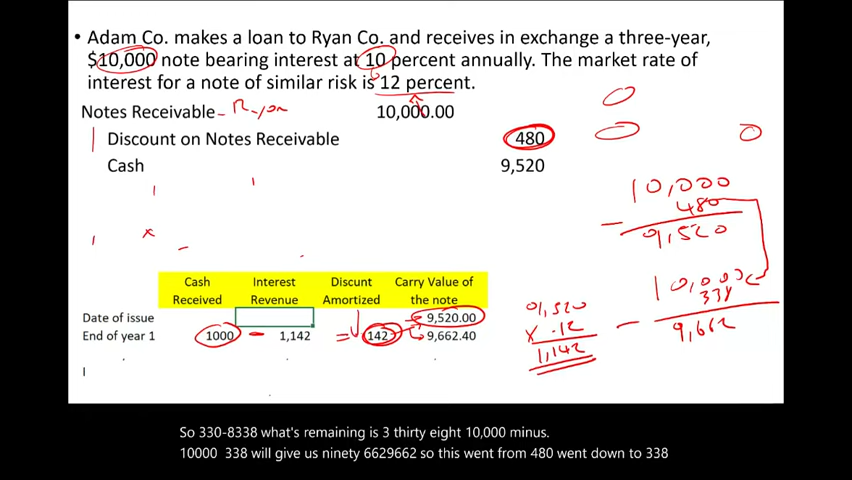 • Adam Co. makes a loan to Ryan Co. and receives in exchange a three-year,
$10,000 note bearing interest at 10 percent annually. The market rate of
interest for a note of similar risk is 12 percent.
Notes Receivable - Ryan 10,000.00
Discount on Notes Receivable 480
Cash 9,520
10,000
480
- 9,520
Cash Received Interest Revenue Discunt Amortized Carry Value of the note
Date of issue 9,520.00
End of year 1 1000 - 1,142 = 142 9,662.40
9,520
x .12
1,142
10,000
338
- 9,662
So 330-8338 what's remaining is 3 thirty eight 10,000 minus.
10000 338 will give us ninety 6629662 so this went from 480 went down to 338